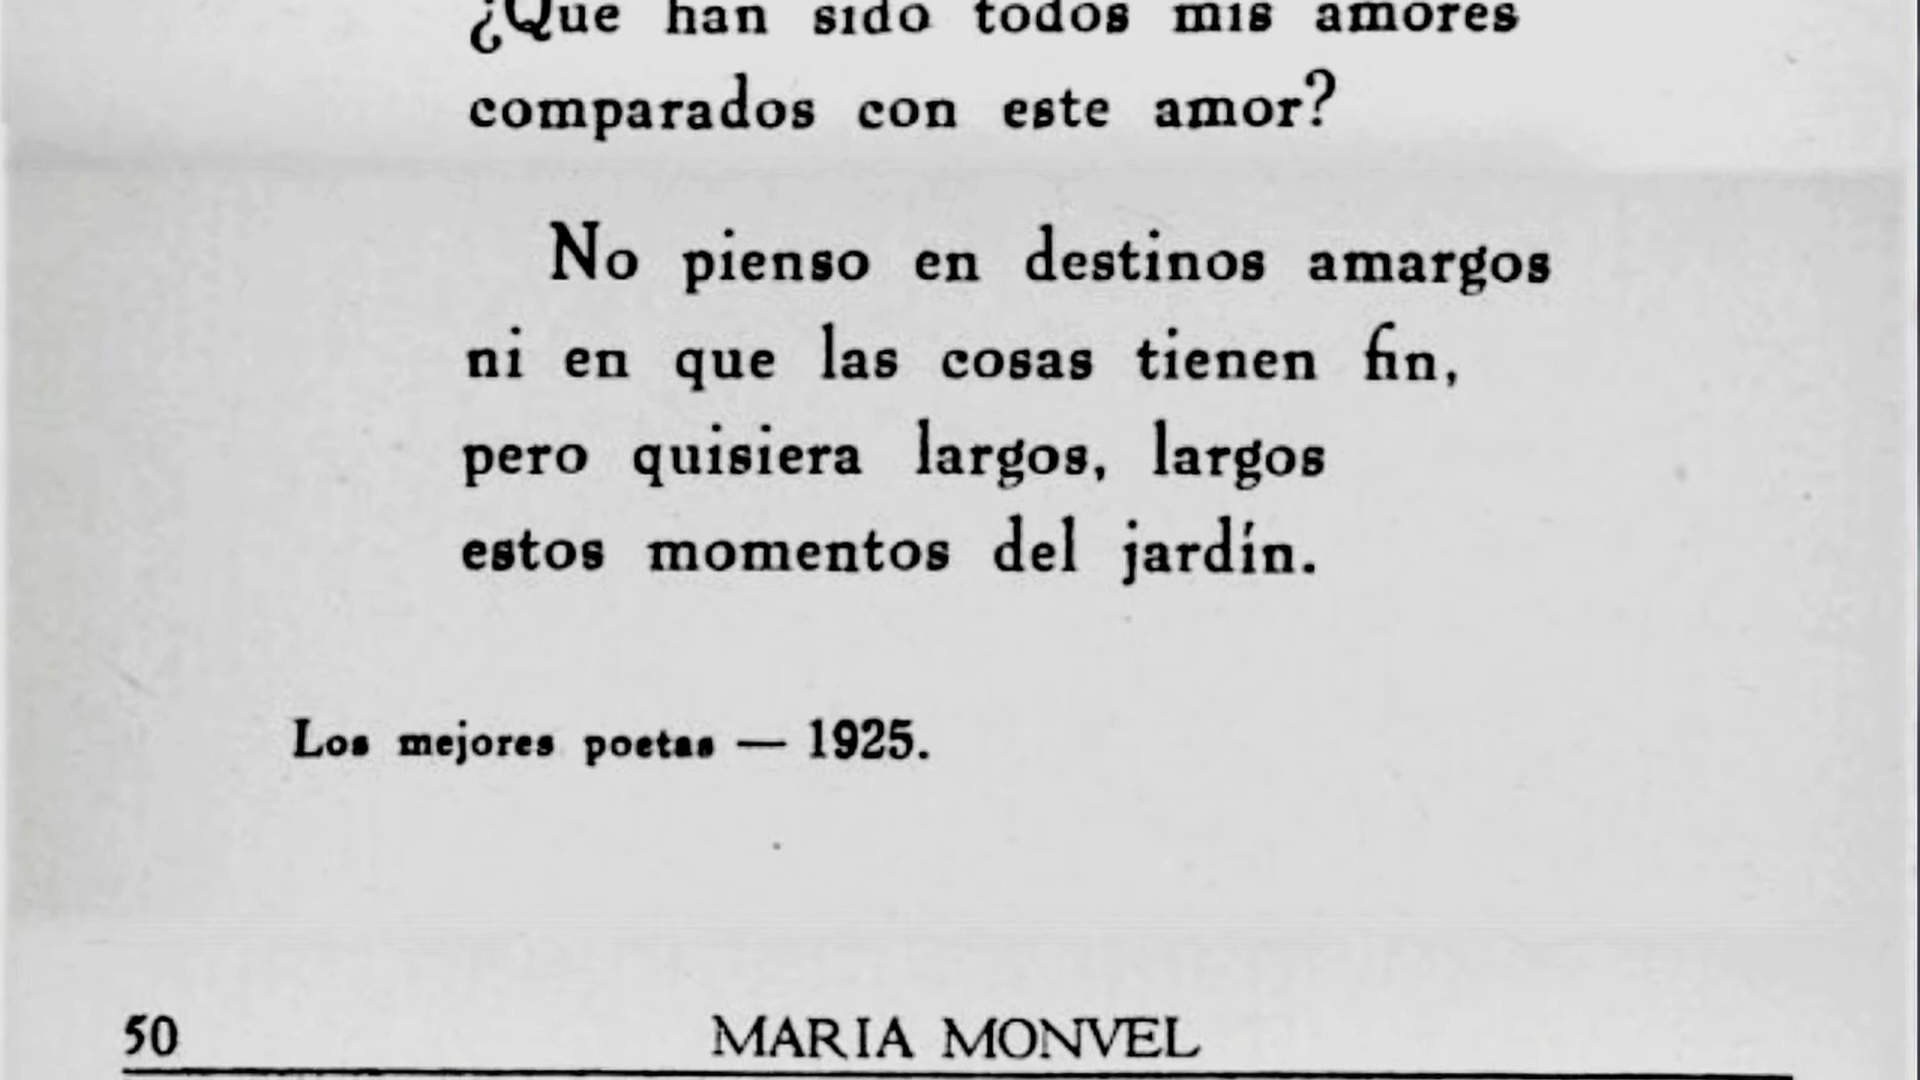 ¿Que han sido todos mis amores
comparados con este amor?
No pienso en destinos amargos
ni en que las cosas tienen fin,
pero quisiera largos, largos
estos momentos del jardín.
Los mejores poetas — 1925.
50 MARIA MONVEL